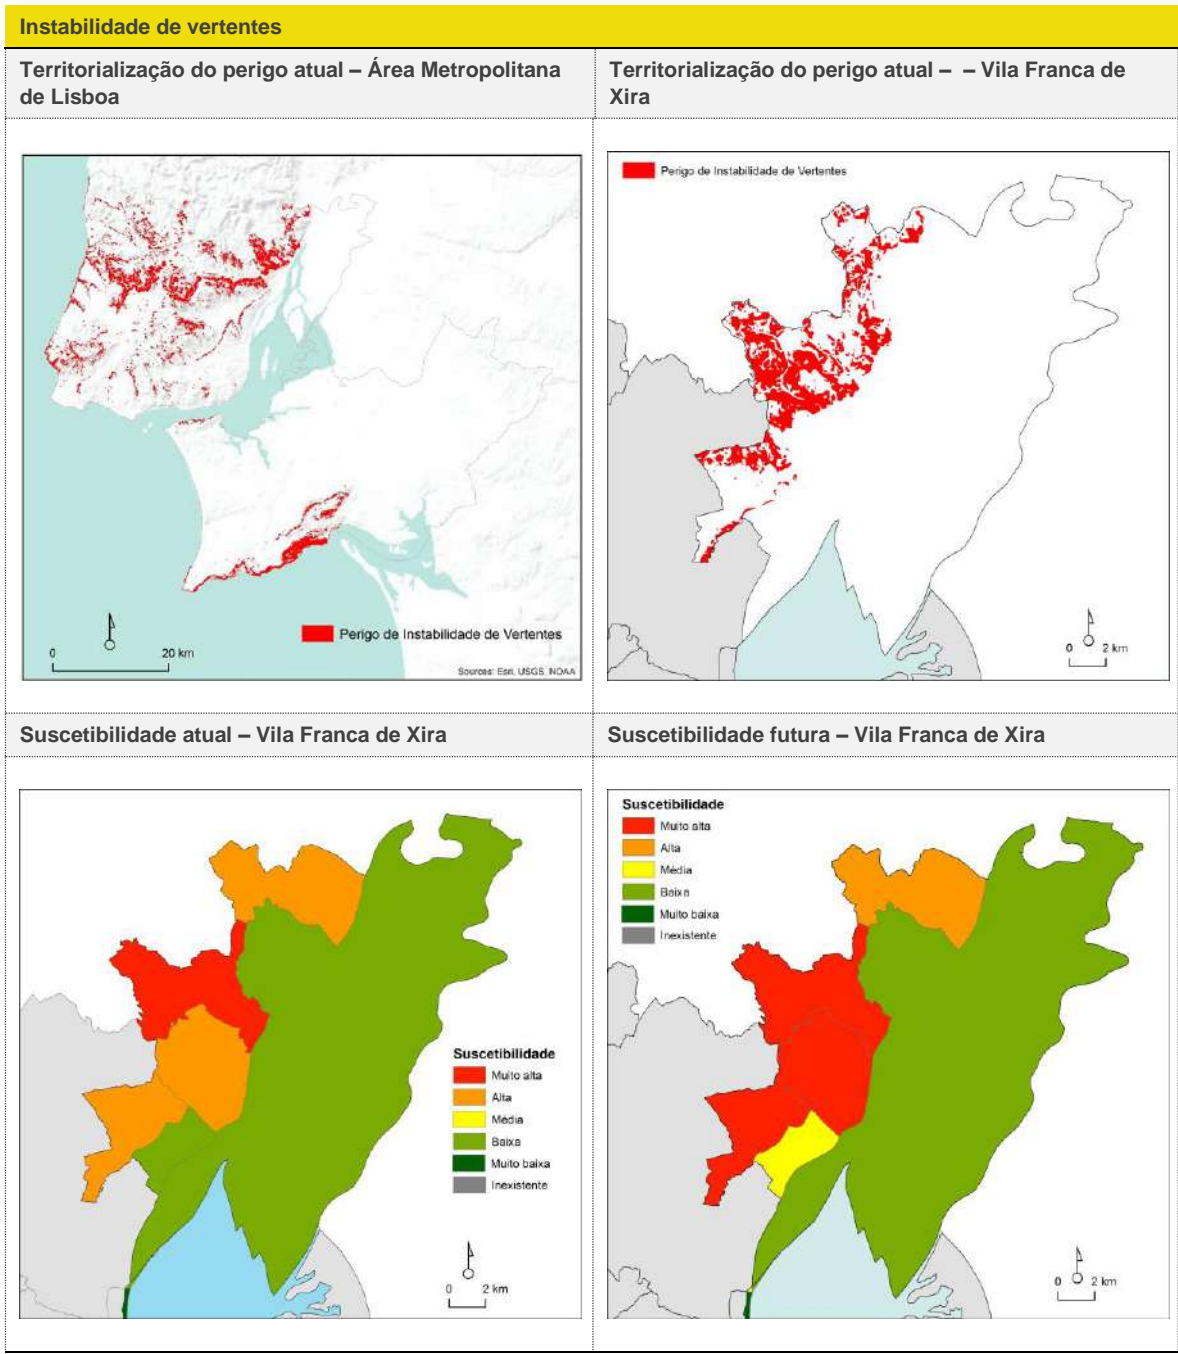 Instabilidade de vertentes
Territorialização do perigo atual – Área Metropolitana
de Lisboa
Territorialização do perigo atual – – Vila Franca de
Xira
Perigo de Instabilidade de Vertentes
0 20 km
Sources: Esri, USGS, NOAA
Perigo de Instabilidade de Vertentes
0 2 km
Suscetibilidade atual – Vila Franca de Xira
Suscetibilidade futura – Vila Franca de Xira
Suscetibilidade
Muito alta
Alta
Média
Baixa
Muito baixa
Inexistente
0 2 km
Suscetibilidade
Muito alta
Alta
Média
Baixa
Muito baixa
Inexistente
0 2 km